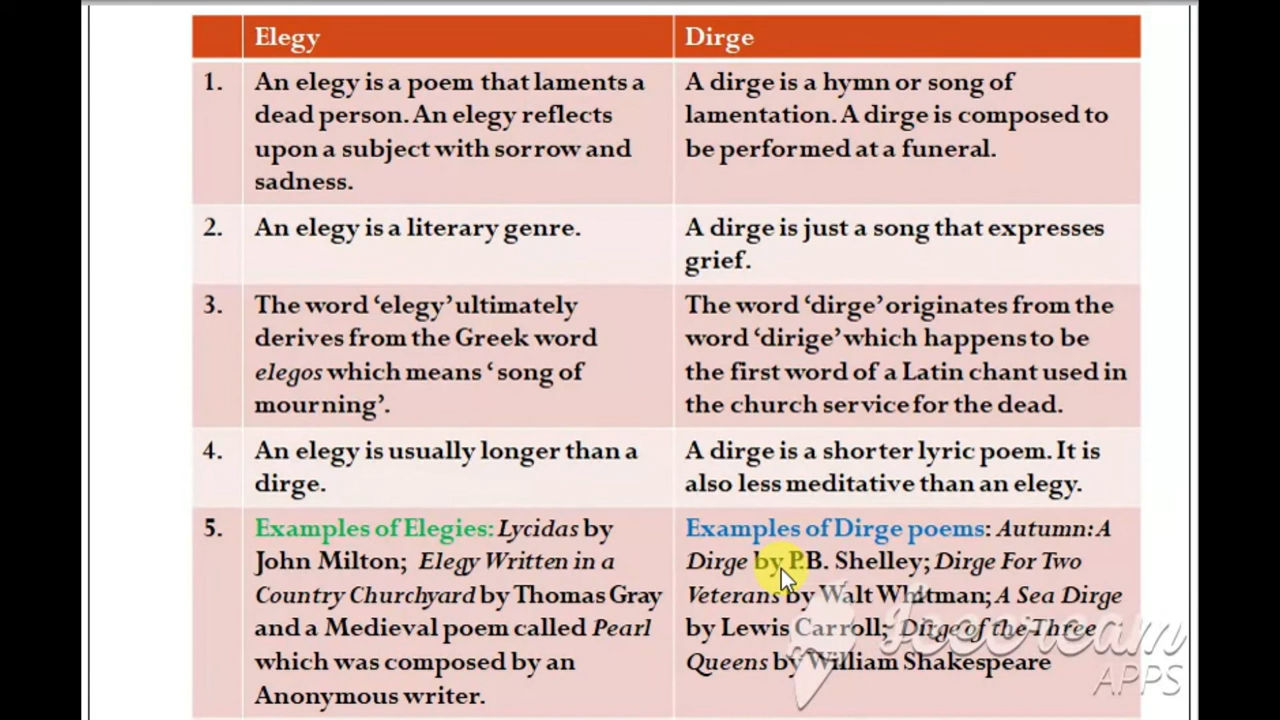 Elegy
Dirge
1.
An elegy is a poem that laments a
dead person. An elegy reflects
upon a subject with sorrow and
sadness.
A dirge is a hymn or song of
lamentation. A dirge is composed to
be performed at a funeral.
2.
An elegy is a literary genre.
A dirge is just a song that expresses
grief.
3.
The word ‘elegy’ ultimately
derives from the Greek word
elegos which means ‘ song of
mourning’.
The word ‘dirge’ originates from the
word ‘dirige’ which happens to be
the first word of a Latin chant used in
the church service for the dead.
4.
An elegy is usually longer than a
dirge.
A dirge is a shorter lyric poem. It is
also less meditative than an elegy.
5.
Examples of Elegies: Lycidas by
John Milton; Elegy Written in a
Country Churchyard by Thomas Gray
and a Medieval poem called Pearl
which was composed by an
Anonymous writer.
Examples of Dirge poems: Autumn: A
Dirge by P.B. Shelley; Dirge For Two
Veterans by Walt Whitman; A Sea Dirge
by Lewis Carroll; Dirge of the Three
Queens by William Shakespeare
Icecream
APPS